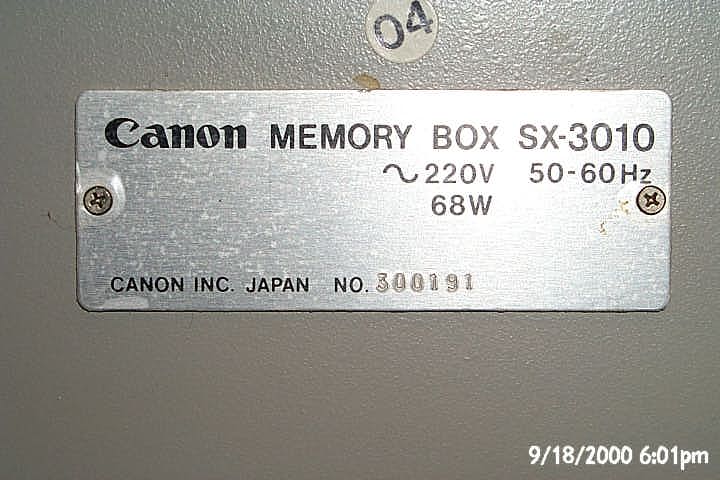 04
Canon MEMORY BOX SX-3010
~220V 50-60Hz
68W
CANON INC. JAPAN NO. 300191
9/18/2000 6:01pm